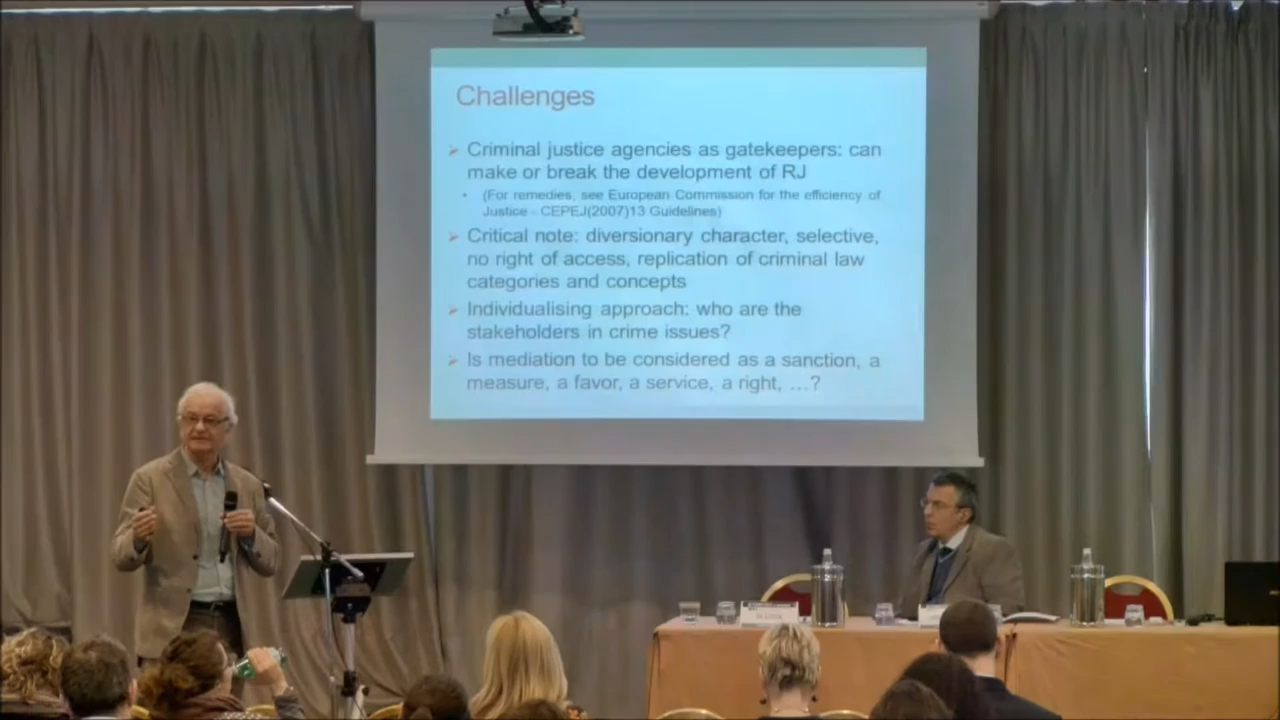 Challenges
Criminal justice agencies as gatekeepers: can
make or break the development of RJ
(For remedies, see European Commission for the efficiency of
Justice - CEPEJ(2007)13 Guidelines)
Critical note: diversionary character, selective,
no right of access, replication of criminal law
categories and concepts
Individualising approach: who are the
stakeholders in crime issues?
Is mediation to be considered as a sanction, a
measure, a favor, a service, a right, …?